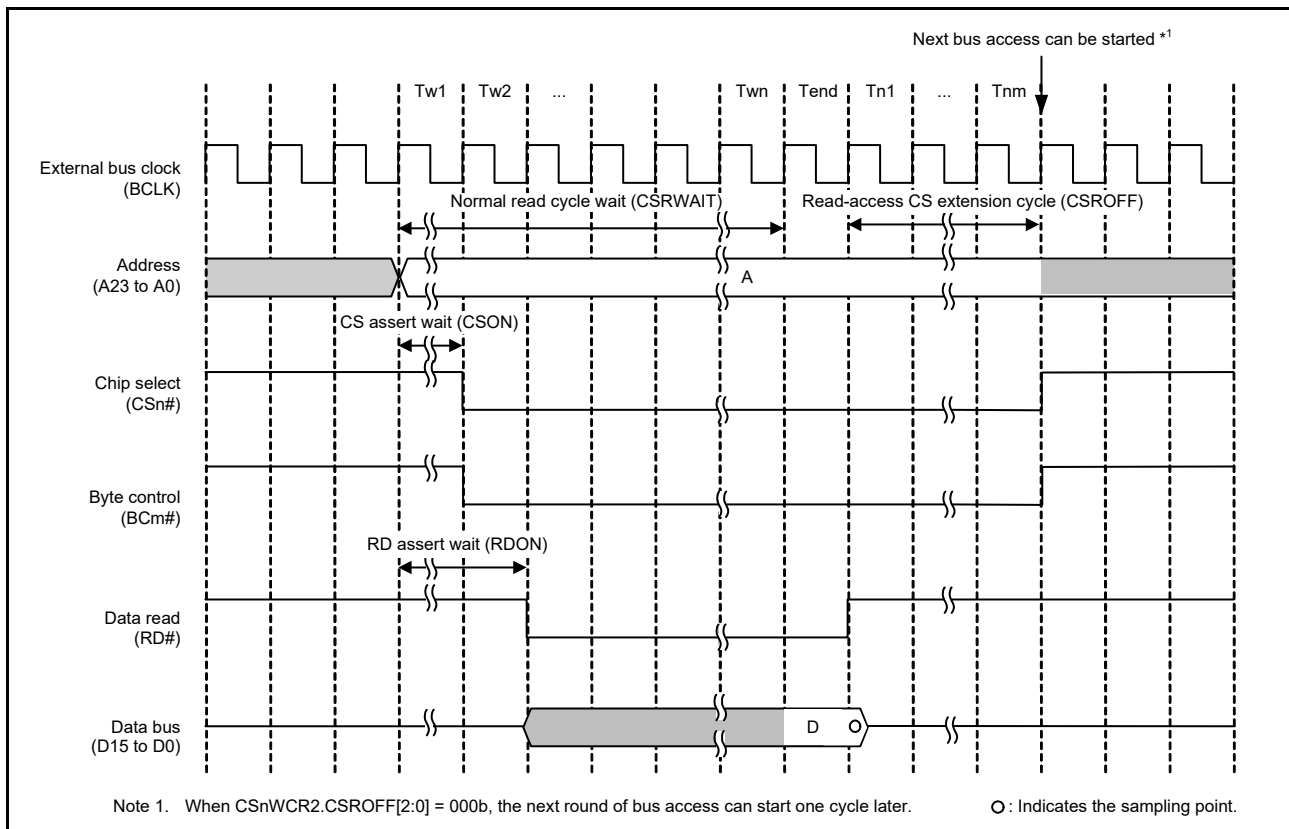 Next bus access can be started *1
Tw1 Tw2 ... Twn Tend Tn1 ... Tnm
External bus clock
(BCLK)
Normal read cycle wait (CSRWAIT) Read-access CS extension cycle (CSROFF)
Address
(A23 to A0)
A
CS assert wait (CSON)
Chip select
(CSn#)
Byte control
(BCm#)
RD assert wait (RDON)
Data read
(RD#)
Data bus
(D15 to D0)
D
Note 1. When CSnWCR2.CSROFF[2:0] = 000b, the next round of bus access can start one cycle later. : Indicates the sampling point.